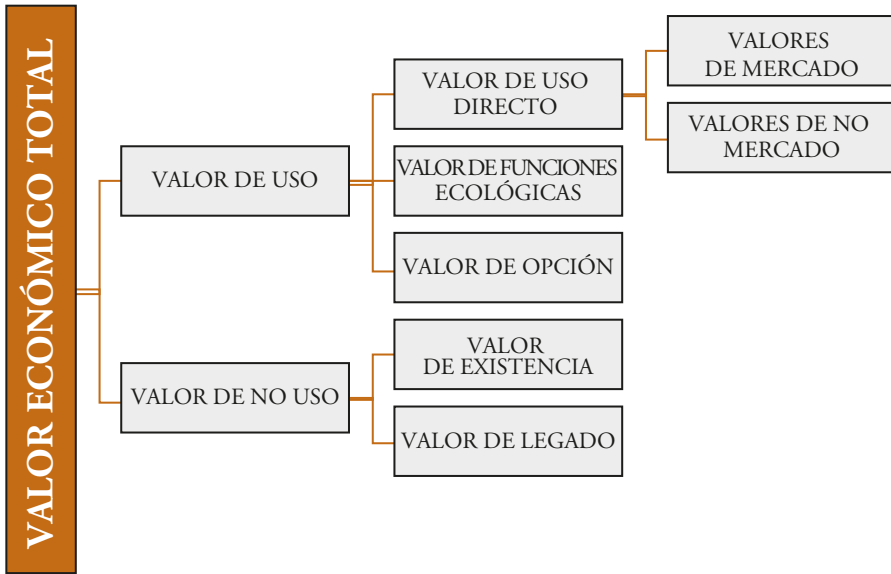 VALOR ECONÓMICO TOTAL
VALOR DE USO
VALOR DE USO
DIRECTO
VALORES
DE MERCADO
VALORES DE NO
MERCADO
VALOR DE FUNCIONES
ECOLÓGICAS
VALOR DE OPCIÓN
VALOR DE NO USO
VALOR
DE EXISTENCIA
VALOR DE LEGADO